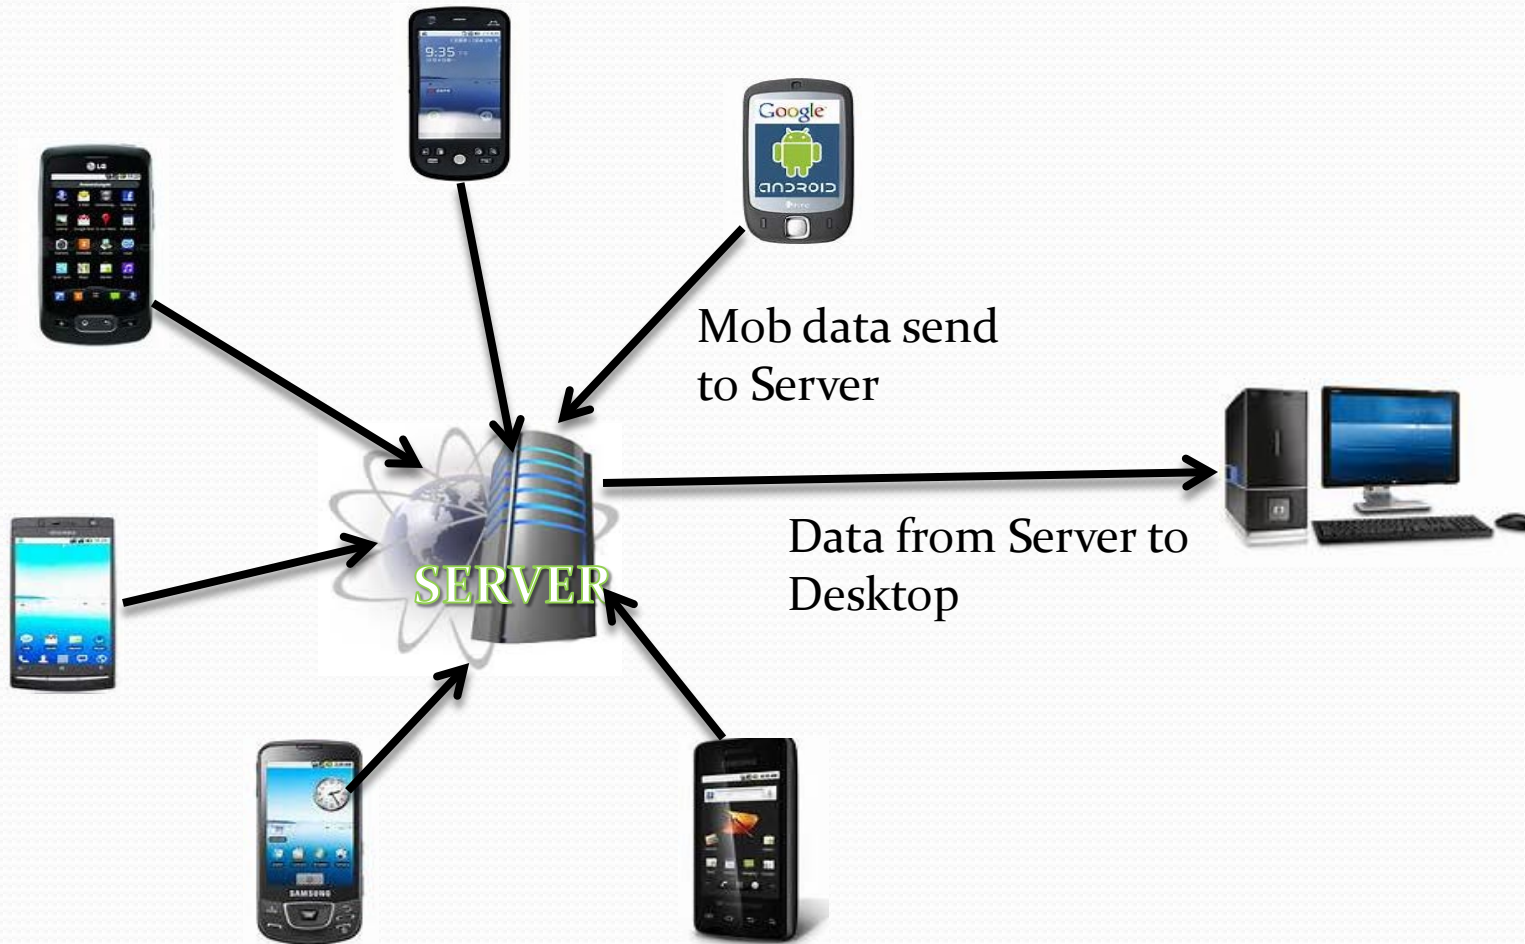 9:35
Google
ANDROID
LG
Mob data send
to Server
Data from Server to
Desktop
SERVER
SAMSUNG